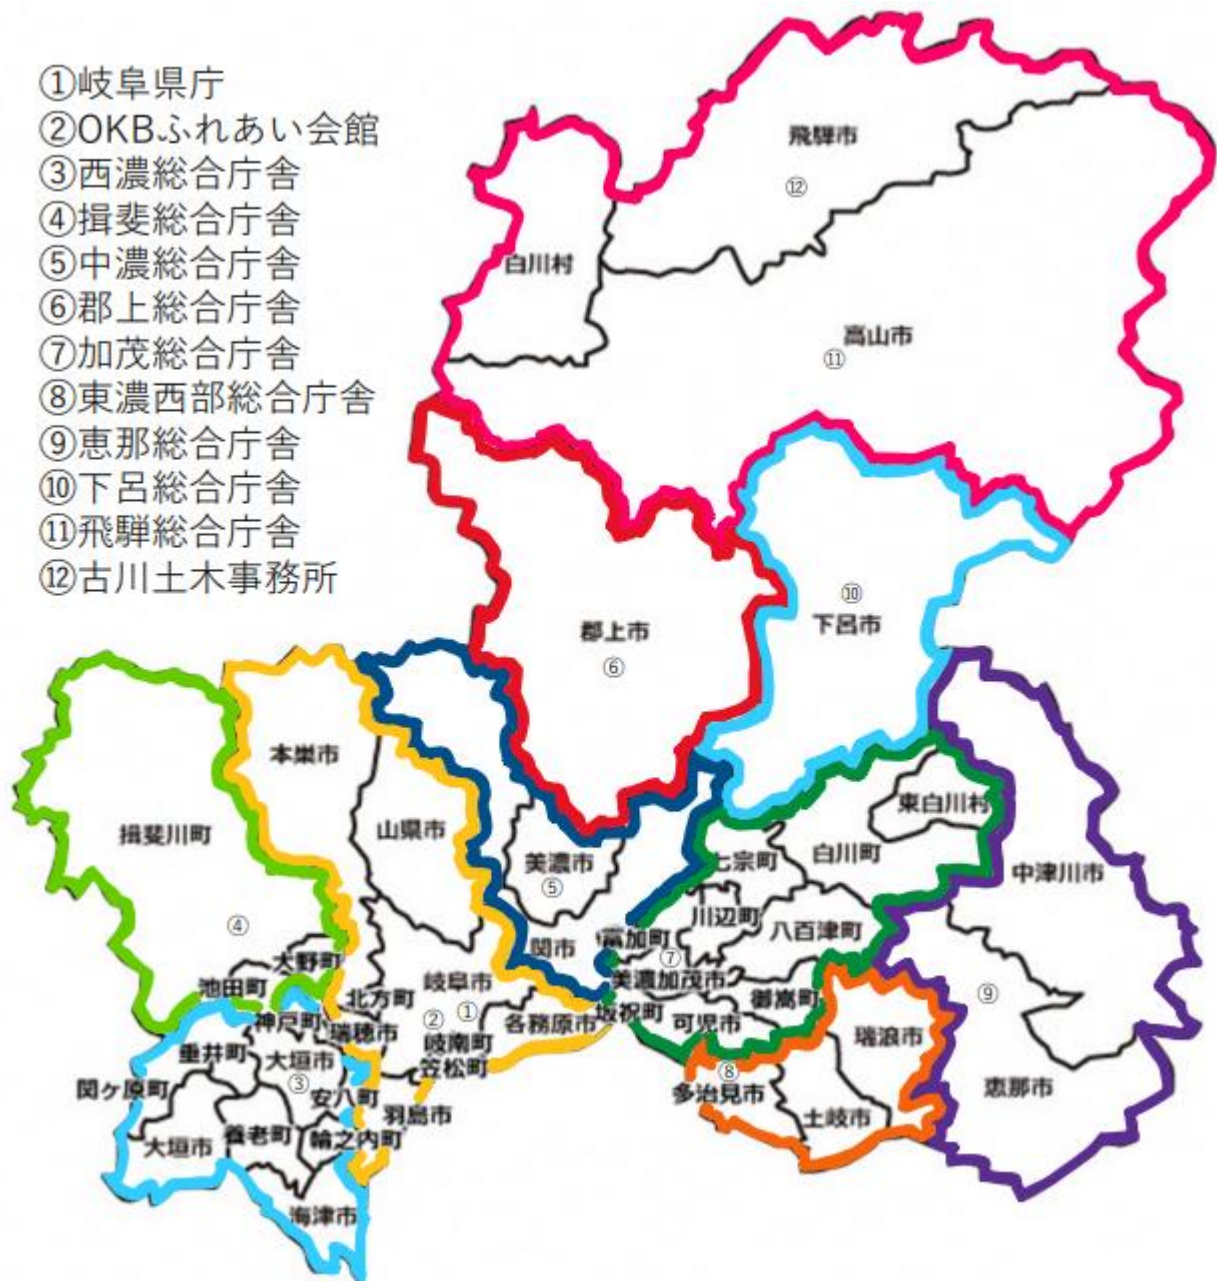 ①岐阜県庁
②OKBふれあい会館
③西濃総合庁舎
④揖斐総合庁舎
⑤中濃総合庁舎
⑥郡上総合庁舎
⑦加茂総合庁舎
⑧東濃西部総合庁舎
⑨恵那総合庁舎
⑩下呂総合庁舎
⑪飛騨総合庁舎
⑫古川土木事務所
飛騨市
⑫
白川村
高山市
⑪
⑩
下呂市
郡上市
⑥
本巣市
東白川村
揖斐川町
山県市
美濃市
⑤
七宗町
白川町
中津川市
川辺町
④
関市
富加町
八百津町
大野町
⑦
池田町
岐阜市
美濃加茂市
御嵩町
⑨
北方町
神戸町
瑞穂市
②
①
各務原市
坂祝町
可児市
瑞浪市
垂井町
大垣市
岐南町
③
笠松町
⑧
関ヶ原町
安八町
多治見市
恵那市
羽島市
土岐市
大垣市
養老町
輪之内町
海津市